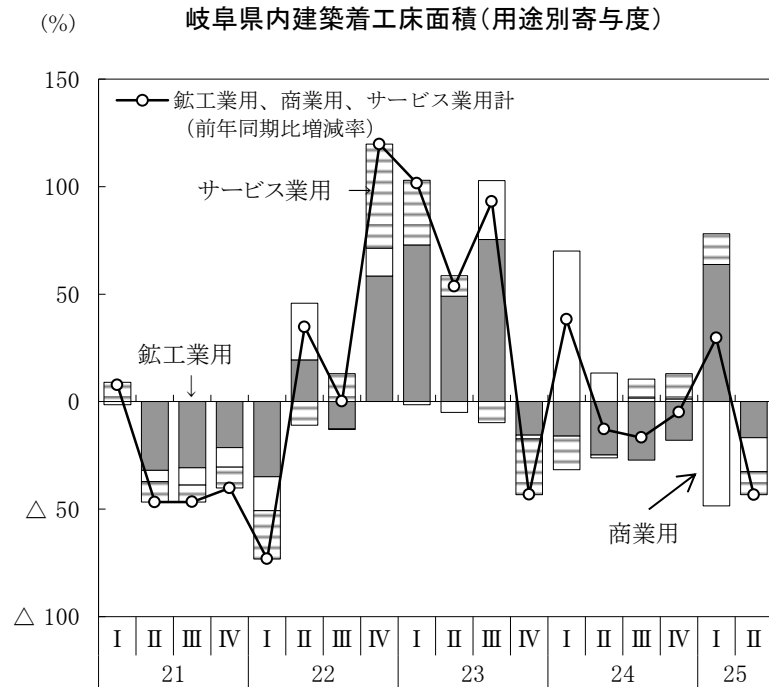 岐阜県内建築着工床面積（用途別寄与度）
(%)
150
鉱工業用、商業用、サービス業用計
（前年同期比増減率）
サービス業用 →
100
50
鉱工業用
↓
0
△ 50
商業用
△ 100
Ⅰ Ⅱ Ⅲ Ⅳ Ⅰ Ⅱ Ⅲ Ⅳ Ⅰ Ⅱ Ⅲ Ⅳ Ⅰ Ⅱ Ⅲ Ⅳ Ⅰ Ⅱ
21 22 23 24 25